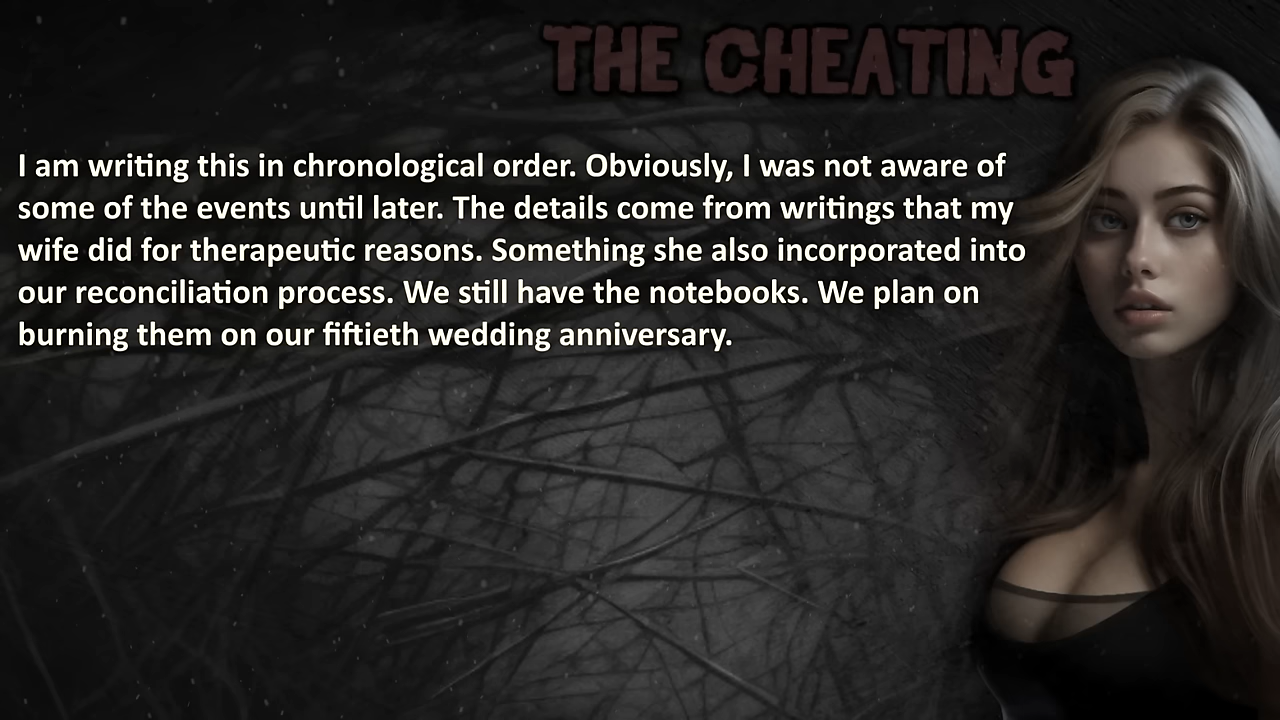 THE CHEATING
I am writing this in chronological order. Obviously, I was not aware of
some of the events until later. The details come from writings that my
wife did for therapeutic reasons. Something she also incorporated into
our reconciliation process. We still have the notebooks. We plan on
burning them on our fiftieth wedding anniversary.